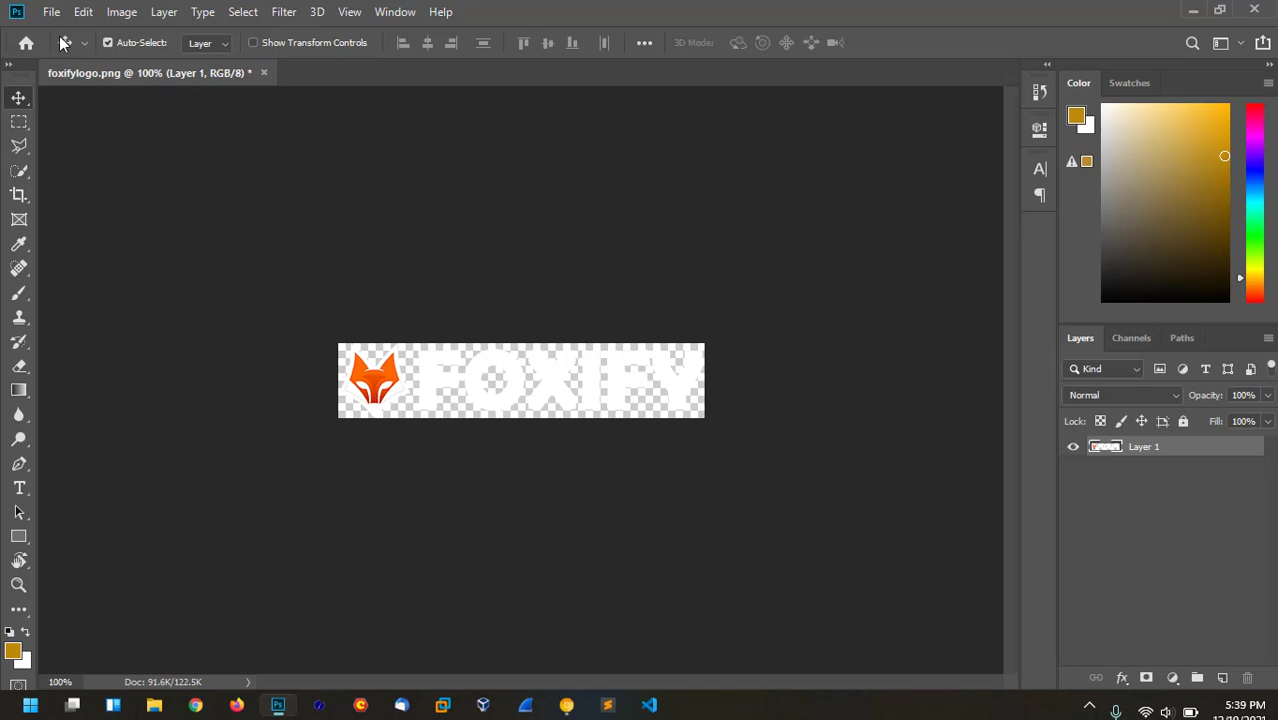 Ps File Edit Image Layer Type Select Filter 3D View Window Help
Auto-Select: Layer Show Transform Controls 3D Mode:
foxifylogo.png @ 100% (Layer 1, RGB/8) *
Color Swatches
FOXIFY
Layers Channels Paths
Kind
Normal Opacity: 100%
Lock: Fill: 100%
Layer 1
100% Doc: 91.6K/122.5K
Ps 5:39 PM